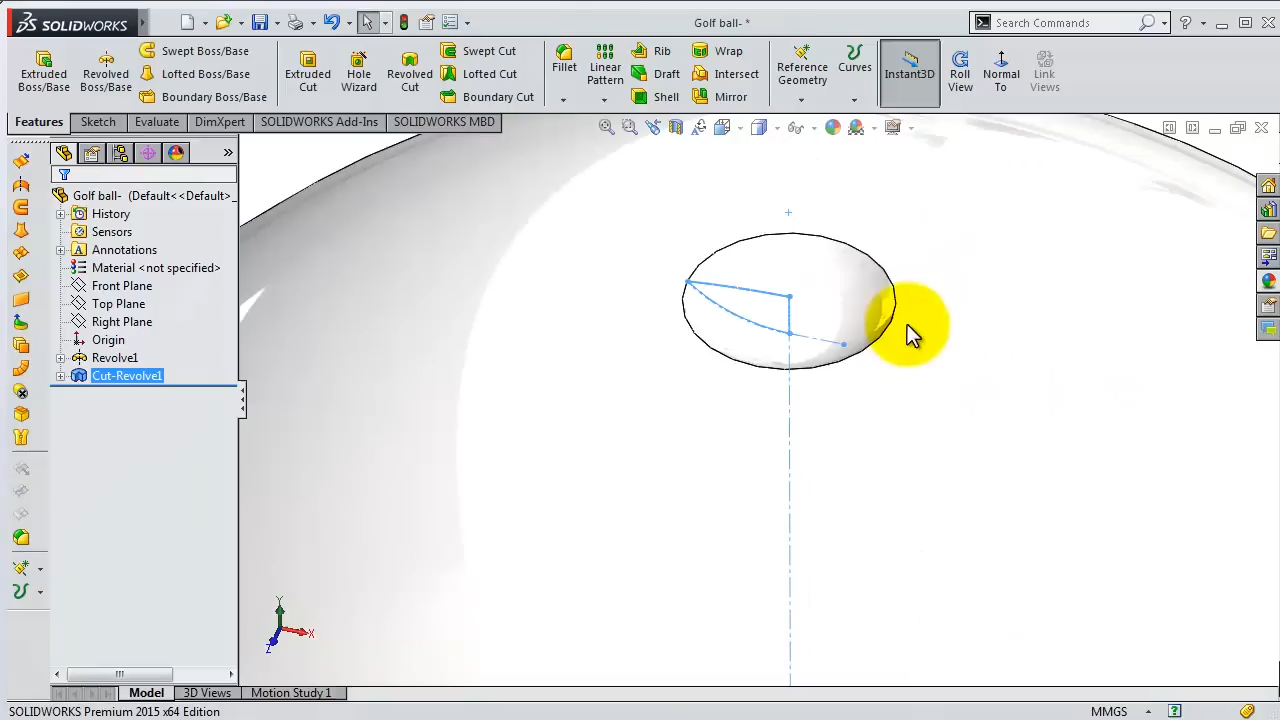 SOLIDWORKS
Golf ball- *
Search Commands
Extruded Boss/Base
Revolved Boss/Base
Swept Boss/Base
Lofted Boss/Base
Boundary Boss/Base
Extruded Cut
Hole Wizard
Revolved Cut
Swept Cut
Lofted Cut
Boundary Cut
Fillet
Linear Pattern
Rib
Draft
Shell
Wrap
Intersect
Mirror
Reference Geometry
Curves
Instant3D
Roll View
Normal To
Link Views
Features
Sketch
Evaluate
DimXpert
SOLIDWORKS Add-Ins
SOLIDWORKS MBD
Golf ball- (Default<<Default>_
History
Sensors
Annotations
Material <not specified>
Front Plane
Top Plane
Right Plane
Origin
Revolve1
Cut-Revolve1
Y
X
Z
Model
3D Views
Motion Study 1
SOLIDWORKS Premium 2015 x64 Edition
MMGS